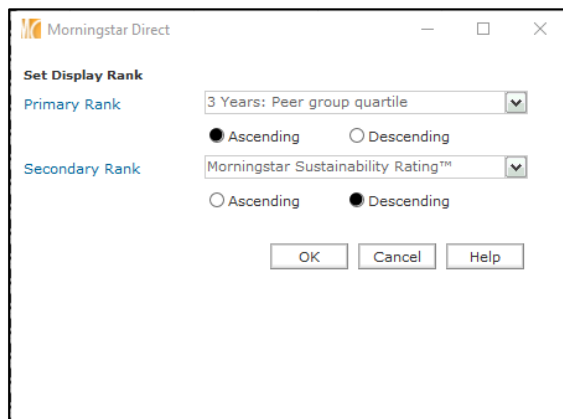 Morningstar Direct
Set Display Rank
Primary Rank 3 Years: Peer group quartile
Ascending Descending
Secondary Rank Morningstar Sustainability Rating™
Ascending Descending
OK Cancel Help